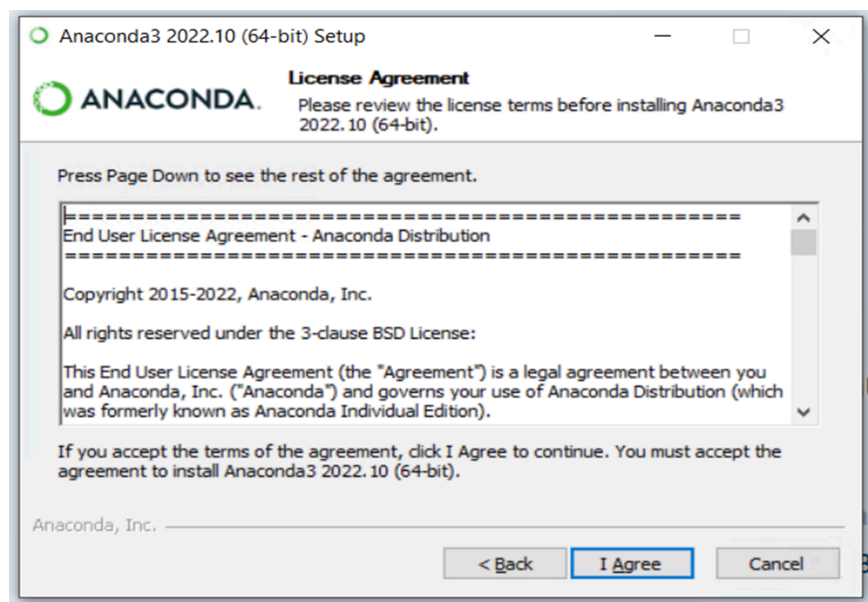 Anaconda3 2022.10 (64-bit) Setup
ANACONDA.
License Agreement
Please review the license terms before installing Anaconda3
2022.10 (64-bit).
Press Page Down to see the rest of the agreement.
==================================================
End User License Agreement - Anaconda Distribution
==================================================
Copyright 2015-2022, Anaconda, Inc.
All rights reserved under the 3-clause BSD License:
This End User License Agreement (the "Agreement") is a legal agreement between you
and Anaconda, Inc. ("Anaconda") and governs your use of Anaconda Distribution (which
was formerly known as Anaconda Individual Edition).
If you accept the terms of the agreement, click I Agree to continue. You must accept the
agreement to install Anaconda3 2022.10 (64-bit).
Anaconda, Inc.
< Back
I Agree
Cancel